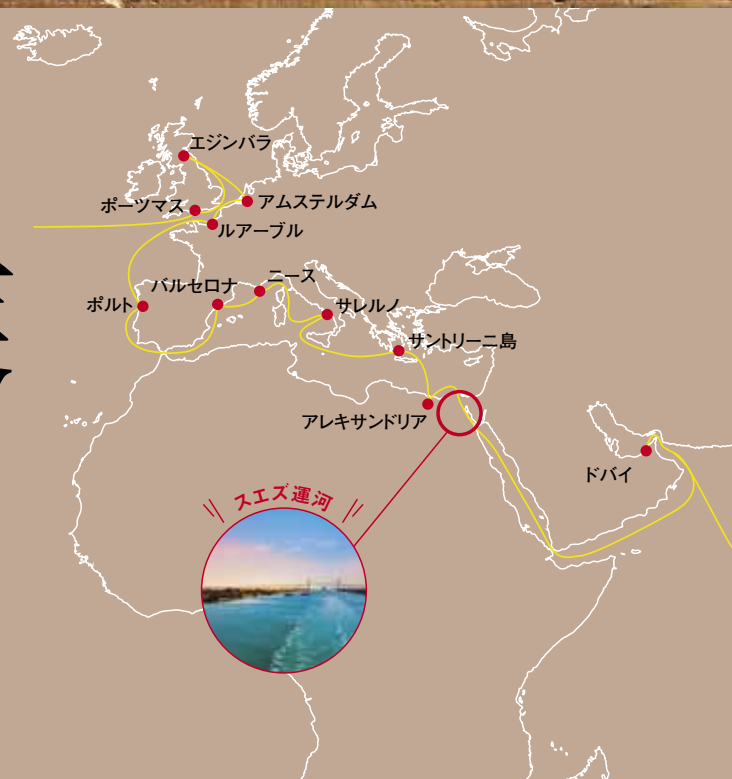 エジンバラ
アムステルダム
ポーツマス
ルアーブル
ニース
バルセロナ
ポルト
サレルノ
サントリーニ島
アレキサンドリア
ドバイ
スエズ運河